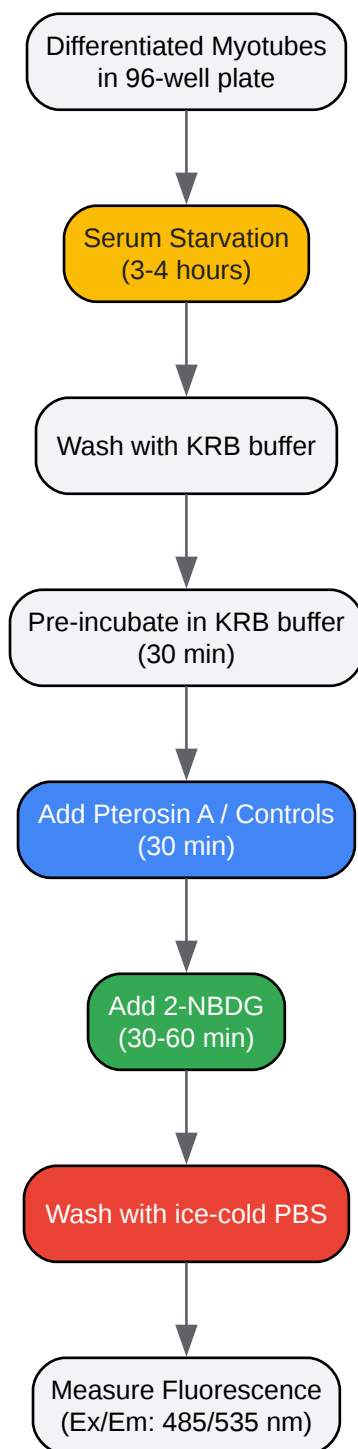 Differentiated Myotubes
in 96-well plate
Serum Starvation
(3-4 hours)
Wash with KRB buffer
Pre-incubate in KRB buffer
(30 min)
Add Pterosin A / Controls
(30 min)
Add 2-NBDG
(30-60 min)
Wash with ice-cold PBS
Measure Fluorescence
(Ex/Em: 485/535 nm)